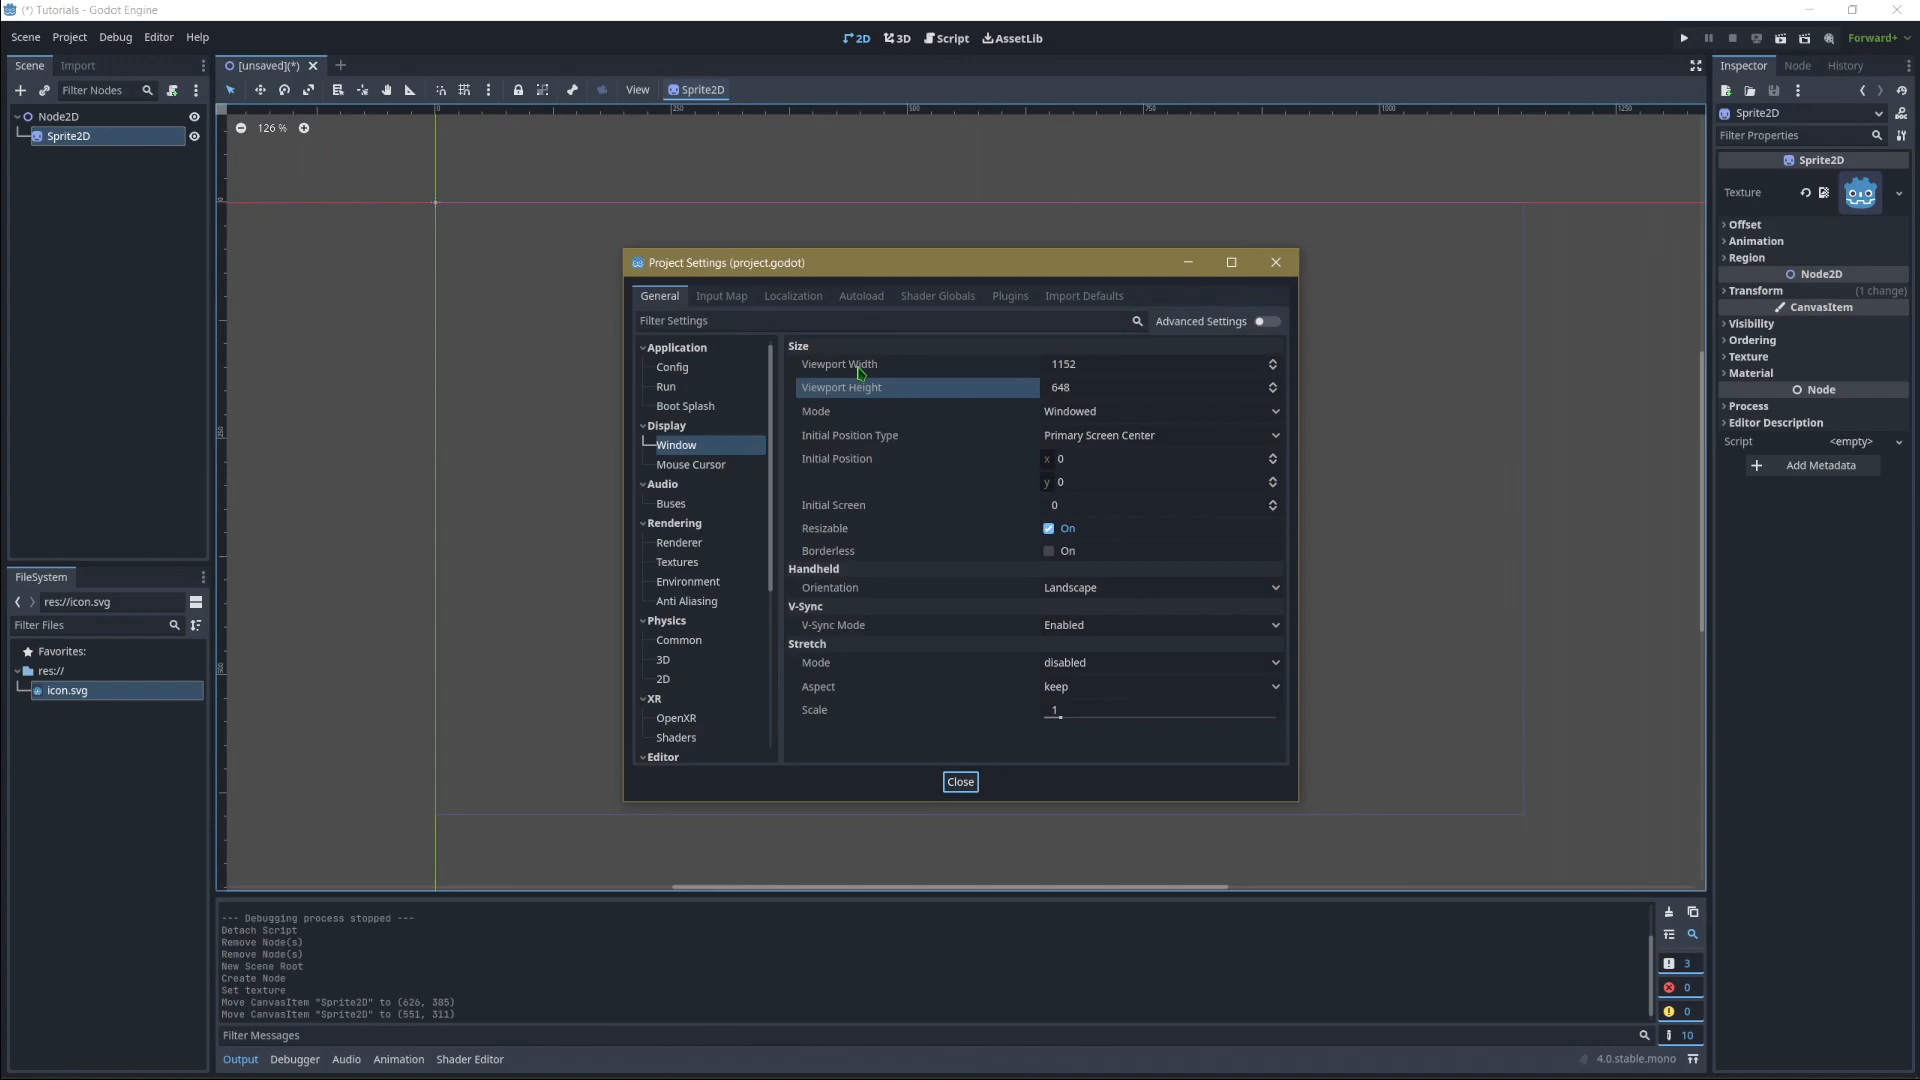 (*) Tutorials - Godot Engine
Scene Project Debug Editor Help
2D 3D Script AssetLib
Forward+
Scene Import
Filter Nodes
Node2D
Sprite2D
[unsaved](*)
View Sprite2D
0 250 500 750 1000 1250
126 %
0
250
500
FileSystem
res://icon.svg
Filter Files
Favorites:
res://
icon.svg
Project Settings (project.godot)
General Input Map Localization Autoload Shader Globals Plugins Import Defaults
Filter Settings
Advanced Settings
Application
Config
Run
Boot Splash
Display
Window
Mouse Cursor
Audio
Buses
Rendering
Renderer
Textures
Environment
Anti Aliasing
Physics
Common
3D
2D
XR
OpenXR
Shaders
Editor
Size
Viewport Width 1152
Viewport Height 648
Mode Windowed
Initial Position Type Primary Screen Center
Initial Position x 0
y 0
Initial Screen 0
Resizable On
Borderless On
Handheld
Orientation Landscape
V-Sync
V-Sync Mode Enabled
Stretch
Mode disabled
Aspect keep
Scale 1
Close
Inspector Node History
Sprite2D
Filter Properties
Sprite2D
Texture
Offset
Animation
Region
Node2D
Transform (1 change)
CanvasItem
Visibility
Ordering
Texture
Material
Node
Process
Editor Description
Script <empty>
Add Metadata
--- Debugging process stopped ---
Detach Script
Remove Node(s)
Remove Node(s)
New Scene Root
Create Node
Set texture
Move CanvasItem "Sprite2D" to (626, 385)
Move CanvasItem "Sprite2D" to (551, 311)
3
0
0
10
Filter Messages
Output Debugger Audio Animation Shader Editor
4.0.stable.mono